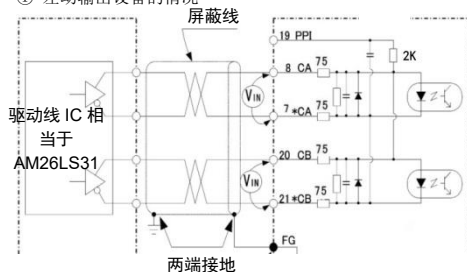 ① 差动输出设备的情况
屏蔽线
19 PPI
2K
8 CA 75
VIN
7 *CA 75
驱动线 IC 相
当于
AM26LS31
20 CB 75
VIN
21 *CB 75
FG
两端接地